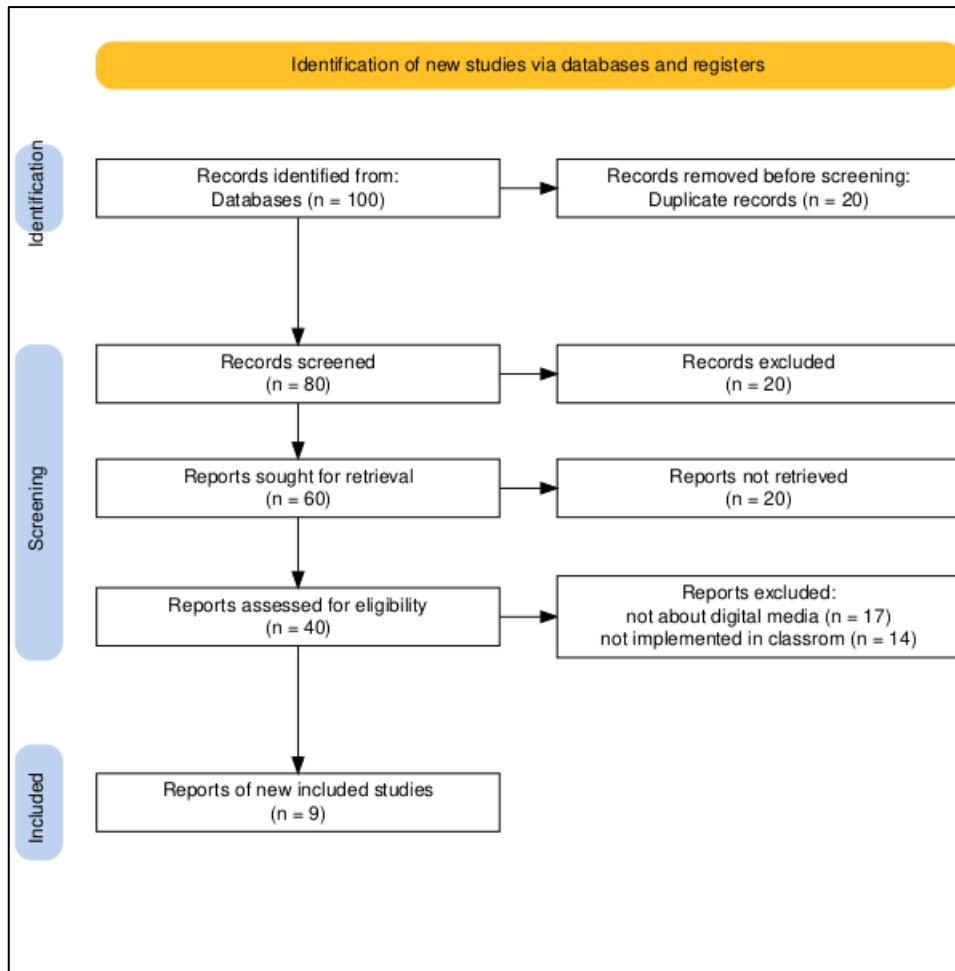 Identification of new studies via databases and registers
Identification
Records identified from:
Databases (n = 100)
Records removed before screening:
Duplicate records (n = 20)
Screening
Records screened
(n = 80)
Records excluded
(n = 20)
Reports sought for retrieval
(n = 60)
Reports not retrieved
(n = 20)
Reports assessed for eligibility
(n = 40)
Reports excluded:
not about digital media (n = 17)
not implemented in classrom (n = 14)
Included
Reports of new included studies
(n = 9)